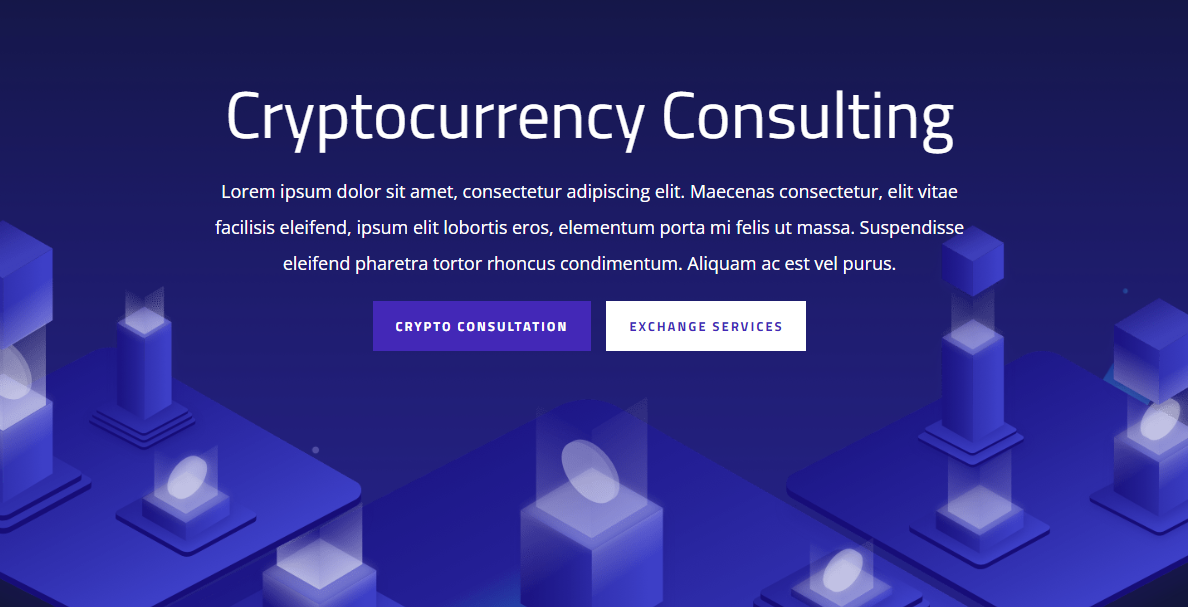 Cryptocurrency Consulting
Lorem ipsum dolor sit amet, consectetur adipiscing elit. Maecenas consectetur, elit vitae
facilisis eleifend, ipsum elit lobortis eros, elementum porta mi felis ut massa. Suspendisse
eleifend pharetra tortor rhoncus condimentum. Aliquam ac est vel purus.
CRYPTO CONSULTATION
EXCHANGE SERVICES